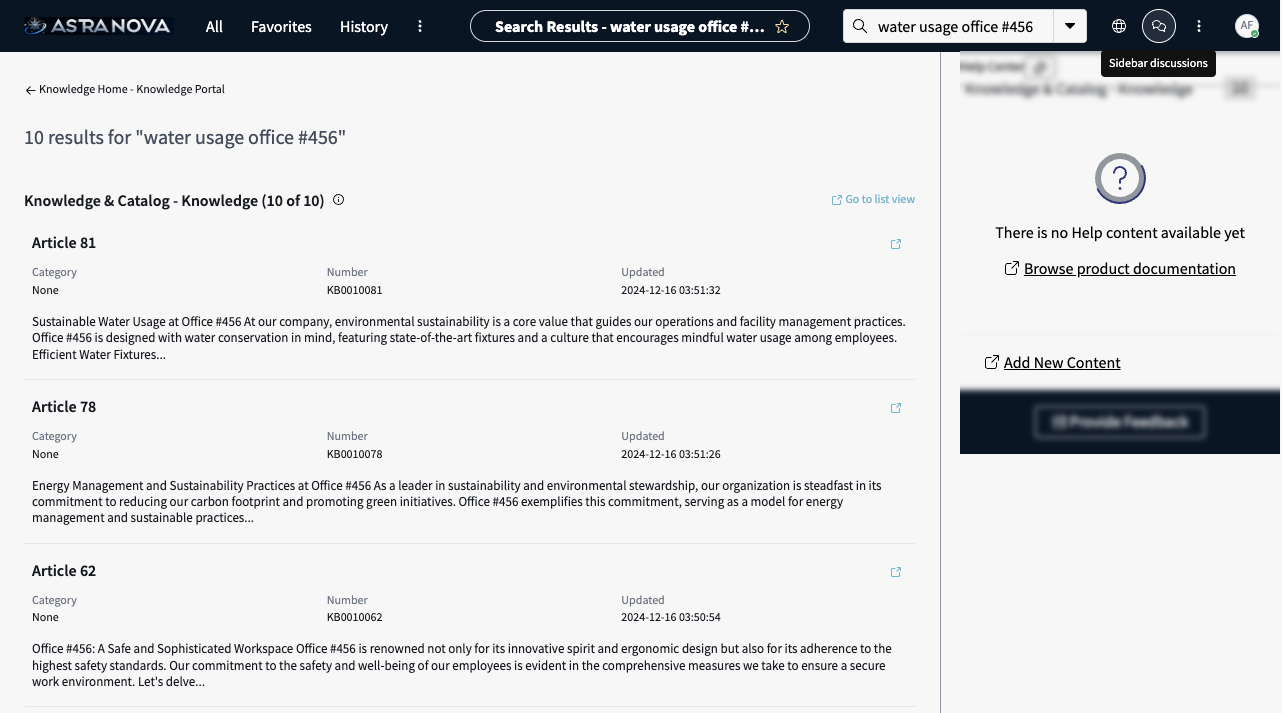 ASTRANOVA
All
Favorites
History
Search Results - water usage office #...
water usage office #456
AF
Sidebar discussions
Knowledge Home - Knowledge Portal
10 results for "water usage office #456"
Knowledge & Catalog - Knowledge (10 of 10)
Go to list view
Article 81
Category
Number
Updated
None
KB0010081
2024-12-16 03:51:32
Sustainable Water Usage at Office #456 At our company, environmental sustainability is a core value that guides our operations and facility management practices.
Office #456 is designed with water conservation in mind, featuring state-of-the-art fixtures and a culture that encourages mindful water usage among employees.
Efficient Water Fixtures...
Article 78
Category
Number
Updated
None
KB0010078
2024-12-16 03:51:26
Energy Management and Sustainability Practices at Office #456 As a leader in sustainability and environmental stewardship, our organization is steadfast in its
commitment to reducing our carbon footprint and promoting green initiatives. Office #456 exemplifies this commitment, serving as a model for energy
management and sustainable practices...
Article 62
Category
Number
Updated
None
KB0010062
2024-12-16 03:50:54
Office #456: A Safe and Sophisticated Workspace Office #456 is renowned not only for its innovative spirit and ergonomic design but also for its adherence to the
highest safety standards. Our commitment to the safety and well-being of our employees is evident in the comprehensive measures we take to ensure a secure
work environment. Let's delve...
Help Center
Knowledge & Catalog - Knowledge
10
?
There is no Help content available yet
Browse product documentation
Add New Content
Provide Feedback